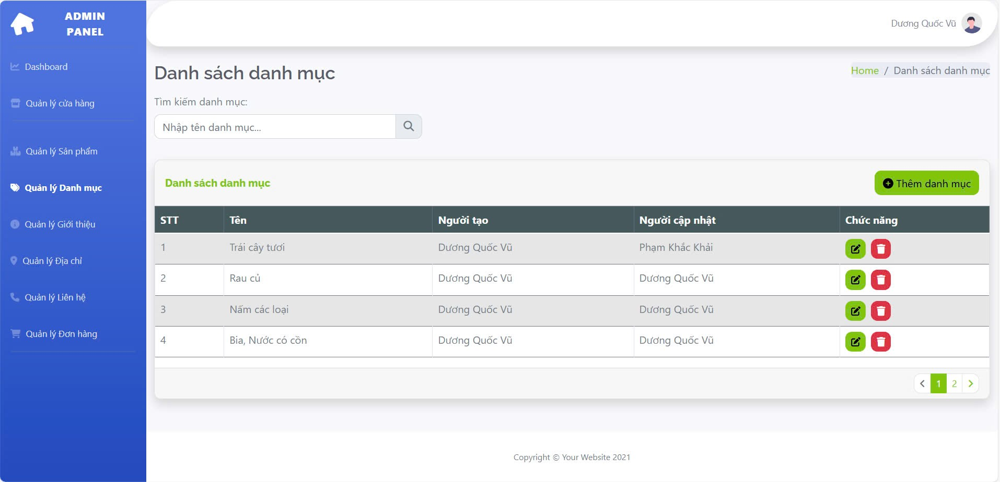 ADMIN
PANEL
Dương Quốc Vũ
Dashboard
Quản lý cửa hàng
Quản lý Sản phẩm
Quản lý Danh mục
Quản lý Giới thiệu
Quản lý Địa chỉ
Quản lý Liên hệ
Quản lý Đơn hàng
Danh sách danh mục
Home / Danh sách danh mục
Tìm kiếm danh mục:
Nhập tên danh mục...
Danh sách danh mục
Thêm danh mục
STT Tên Người tạo Người cập nhật Chức năng
1 Trái cây tươi Dương Quốc Vũ Phạm Khắc Khải
2 Rau củ Dương Quốc Vũ Dương Quốc Vũ
3 Nấm các loại Dương Quốc Vũ Dương Quốc Vũ
4 Bia, Nước có cồn Dương Quốc Vũ Dương Quốc Vũ
1 2
Copyright © Your Website 2021